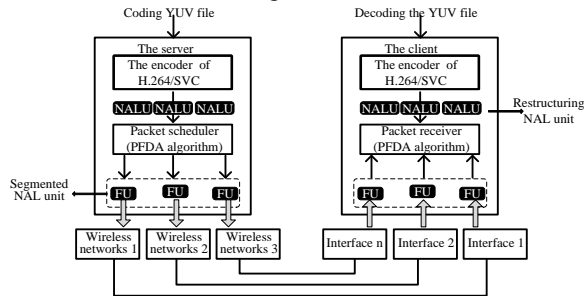 Coding YUV file
The server
The encoder of
H.264/SVC
NALU NALU NALU
Packet scheduler
(PFDA algorithm)
Segmented
NAL unit
FU FU FU
Wireless
networks 1
Wireless
networks 2
Wireless
networks 3
Decoding the YUV file
The client
The encoder of
H.264/SVC
NALU NALU NALU
Restructuring
NAL unit
Packet receiver
(PFDA algorithm)
FU FU FU
Interface n
Interface 2
Interface 1